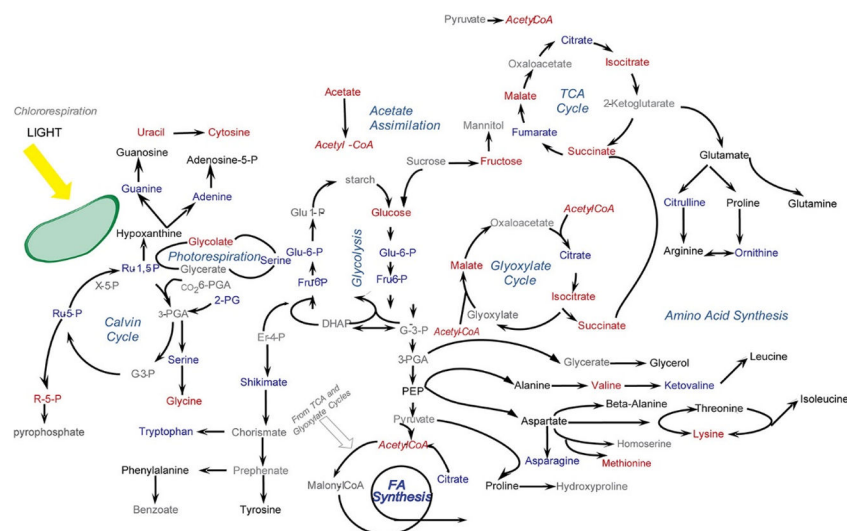 Pyruvate
AcetylCoA
Citrate
Oxaloacetate
Isocitrate
TCA
Cycle
Malate
2-Ketoglutarate
Fumarate
Succinate
Chlororespiration
LIGHT
Uracil
Cytosine
Guanosine
Adenosine-5-P
Guanine
Adenine
Hypoxanthine
Acetate
Acetate
Assimilation
Acetyl -CoA
Mannitol
Sucrose
Fructose
starch
Glu 1-P
Glucose
Glu-6-P
Glu-6-P
Glycolysis
Fru6P
Fru6-P
DHAP
G-3-P
3-PGA
PEP
Pyruvate
AcetylCoA
Glutamate
Citrulline
Proline
Glutamine
Arginine
Ornithine
Amino Acid Synthesis
Oxaloacetate
AcetylCoA
Citrate
Malate
Glyoxylate
Cycle
Isocitrate
Glyoxylate
Succinate
Acetyl-CoA
Glycolate
Photorespiration
Serine
Glycerate
Ru1,5-P
X-5-P
CO2
6-PGA
2-PG
3-PGA
Ru5-P
Calvin
Cycle
G-3-P
Serine
Glycine
R-5-P
pyrophosphate
Er-4-P
Shikimate
Chorismate
Tryptophan
Prephenate
Phenylalanine
Benzoate
Tyrosine
From TCA and
Glyoxylate Cycles
MalonylCoA
FA
Synthesis
Citrate
Glycerate
Glycerol
Alanine
Valine
Ketovaline
Leucine
Beta-Alanine
Aspartate
Threonine
Isoleucine
Lysine
Homoserine
Asparagine
Methionine
Proline
Hydroxyproline